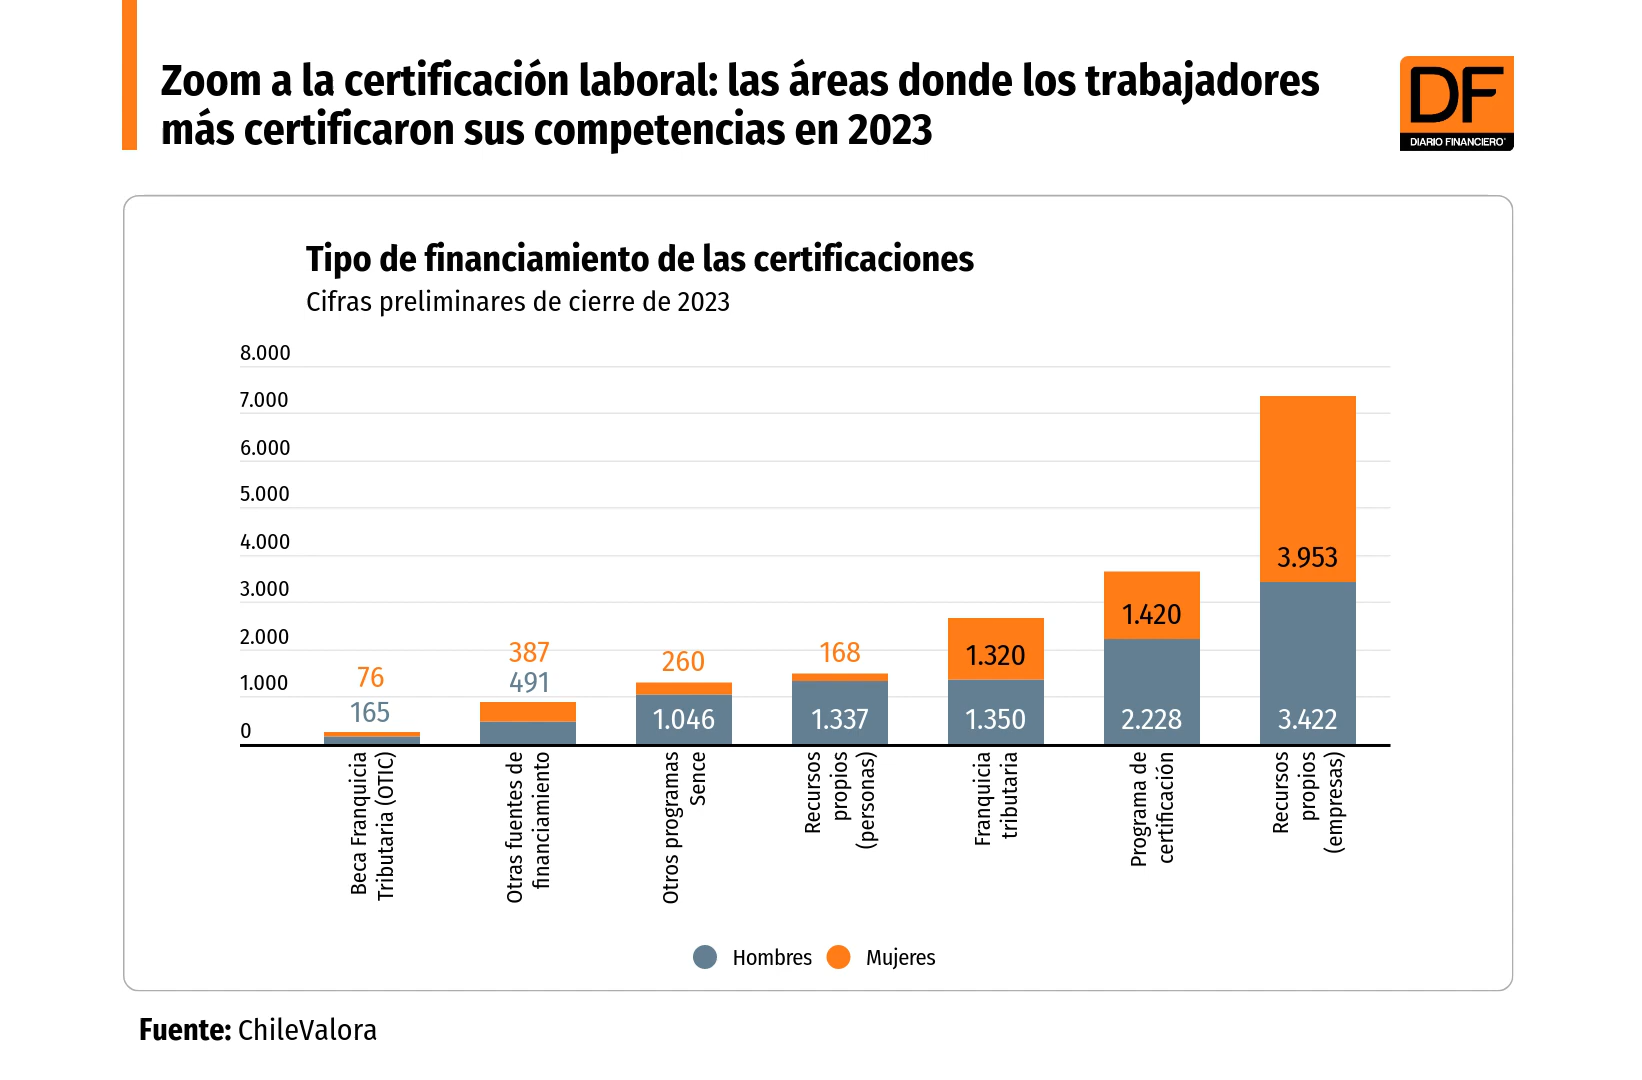 Zoom a la certificación laboral: las áreas donde los trabajadores
más certificaron sus competencias en 2023
DF
DIARIO FINANCIERO
Tipo de financiamiento de las certificaciones
Cifras preliminares de cierre de 2023
8.000
7.000
6.000
5.000
4.000
3.000
2.000
1.000
0
76
165
387
491
260
1.046
168
1.337
1.320
1.350
1.420
2.228
3.953
3.422
Beca Franquicia
Tributaria (OTIC)
Otras fuentes de
financiamiento
Otros programas
Sence
Recursos
propios
(personas)
Franquicia
tributaria
Programa de
certificación
Recursos
propios
(empresas)
Hombres
Mujeres
Fuente: ChileValora